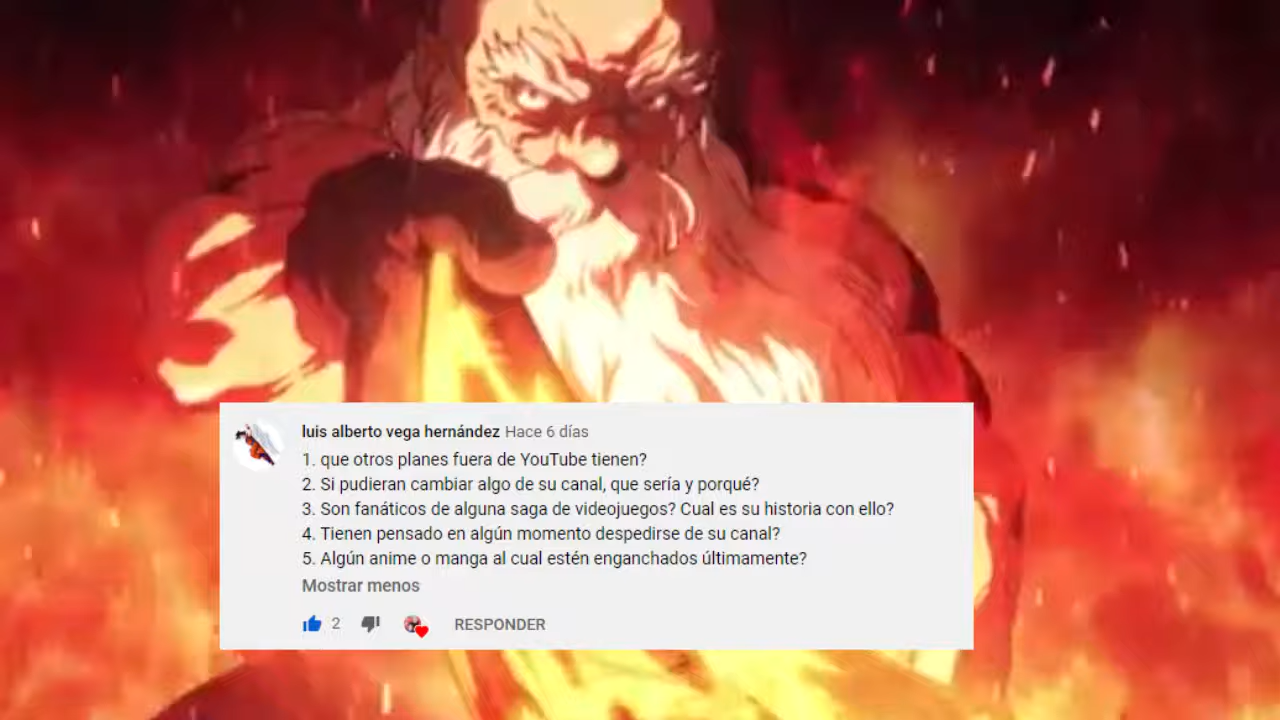 luis alberto vega hernández Hace 6 días
1. que otros planes fuera de YouTube tienen?
2. Si pudieran cambiar algo de su canal, que sería y porqué?
3. Son fanáticos de alguna saga de videojuegos? Cual es su historia con ello?
4. Tienen pensado en algún momento despedirse de su canal?
5. Algún anime o manga al cual estén enganchados últimamente?
Mostrar menos
2 RESPONDER